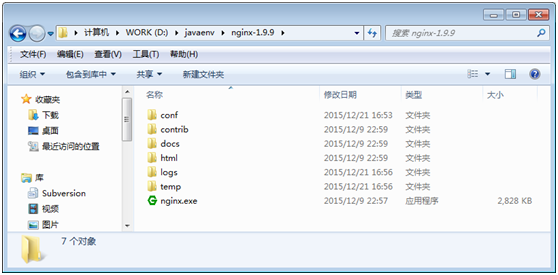 计算机 ▸ WORK (D:) ▸ javaenv ▸ nginx-1.9.9 ▸
搜索 nginx-1.9.9
文件(F) 编辑(E) 查看(V) 工具(T) 帮助(H)
组织 包含到库中 共享 新建文件夹
收藏夹
下载
桌面
最近访问的位置
库
Subversion
视频
图片
名称 修改日期 类型 大小
conf 2015/12/21 16:53 文件夹
contrib 2015/12/9 22:59 文件夹
docs 2015/12/9 22:59 文件夹
html 2015/12/9 22:59 文件夹
logs 2015/12/21 16:56 文件夹
temp 2015/12/21 16:56 文件夹
nginx.exe 2015/12/9 22:57 应用程序 2,828 KB
7 个对象